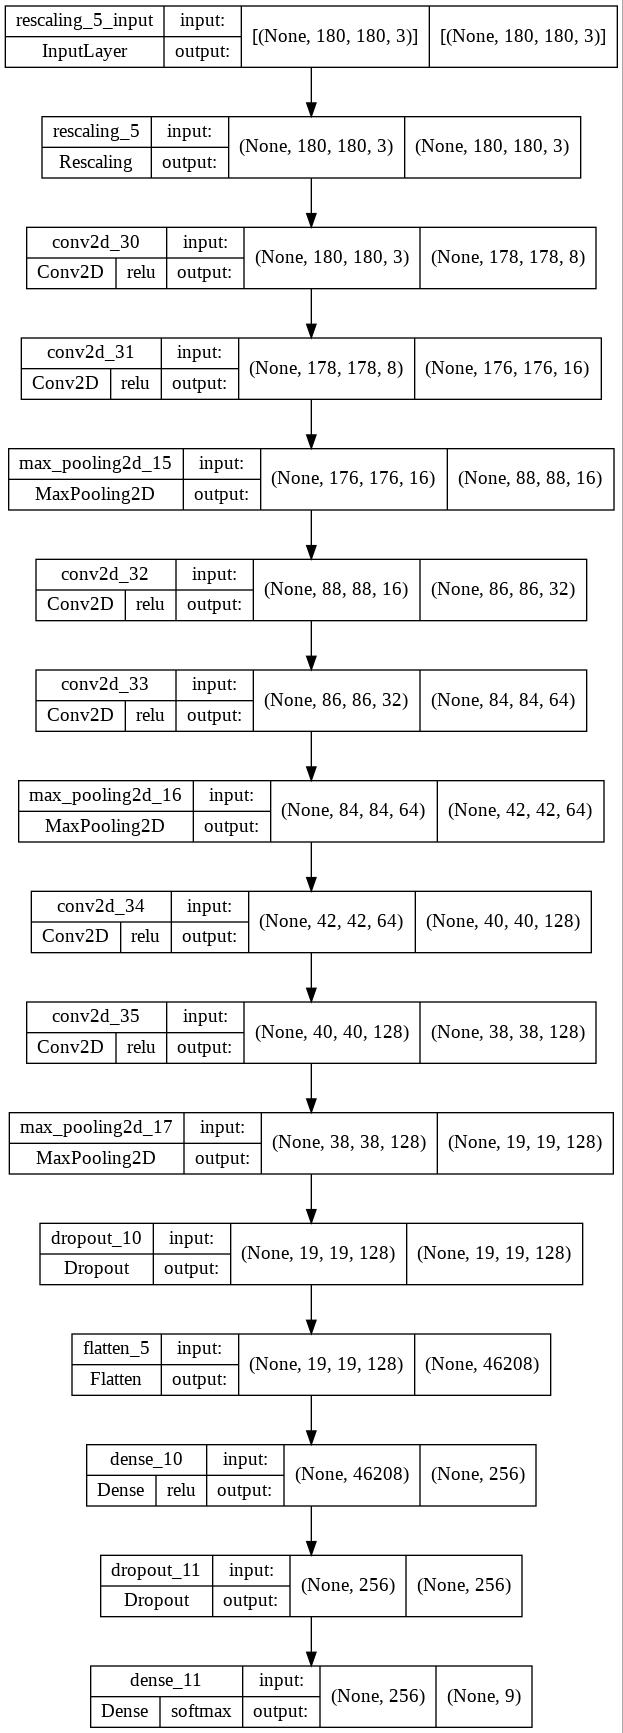 rescaling_5_input input: [(None, 180, 180, 3)] [(None, 180, 180, 3)]
InputLayer output:
rescaling_5 input: (None, 180, 180, 3) (None, 180, 180, 3)
Rescaling output:
conv2d_30 input: (None, 180, 180, 3) (None, 178, 178, 8)
Conv2D relu output:
conv2d_31 input: (None, 178, 178, 8) (None, 176, 176, 16)
Conv2D relu output:
max_pooling2d_15 input: (None, 176, 176, 16) (None, 88, 88, 16)
MaxPooling2D output:
conv2d_32 input: (None, 88, 88, 16) (None, 86, 86, 32)
Conv2D relu output:
conv2d_33 input: (None, 86, 86, 32) (None, 84, 84, 64)
Conv2D relu output:
max_pooling2d_16 input: (None, 84, 84, 64) (None, 42, 42, 64)
MaxPooling2D output:
conv2d_34 input: (None, 42, 42, 64) (None, 40, 40, 128)
Conv2D relu output:
conv2d_35 input: (None, 40, 40, 128) (None, 38, 38, 128)
Conv2D relu output:
max_pooling2d_17 input: (None, 38, 38, 128) (None, 19, 19, 128)
MaxPooling2D output:
dropout_10 input: (None, 19, 19, 128) (None, 19, 19, 128)
Dropout output:
flatten_5 input: (None, 19, 19, 128) (None, 46208)
Flatten output:
dense_10 input: (None, 46208) (None, 256)
Dense relu output:
dropout_11 input: (None, 256) (None, 256)
Dropout output:
dense_11 input: (None, 256) (None, 9)
Dense softmax output: